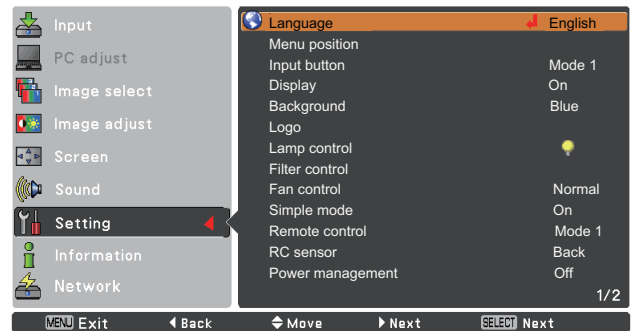 Input
PC adjust
Image select
Image adjust
Screen
Sound
Setting
Information
Network
Language English
Menu position
Input button Mode 1
Display On
Background Blue
Logo
Lamp control
Filter control
Fan control Normal
Simple mode On
Remote control Mode 1
RC sensor Back
Power management Off
1/2
MENU Exit Back Move Next SELECT Next